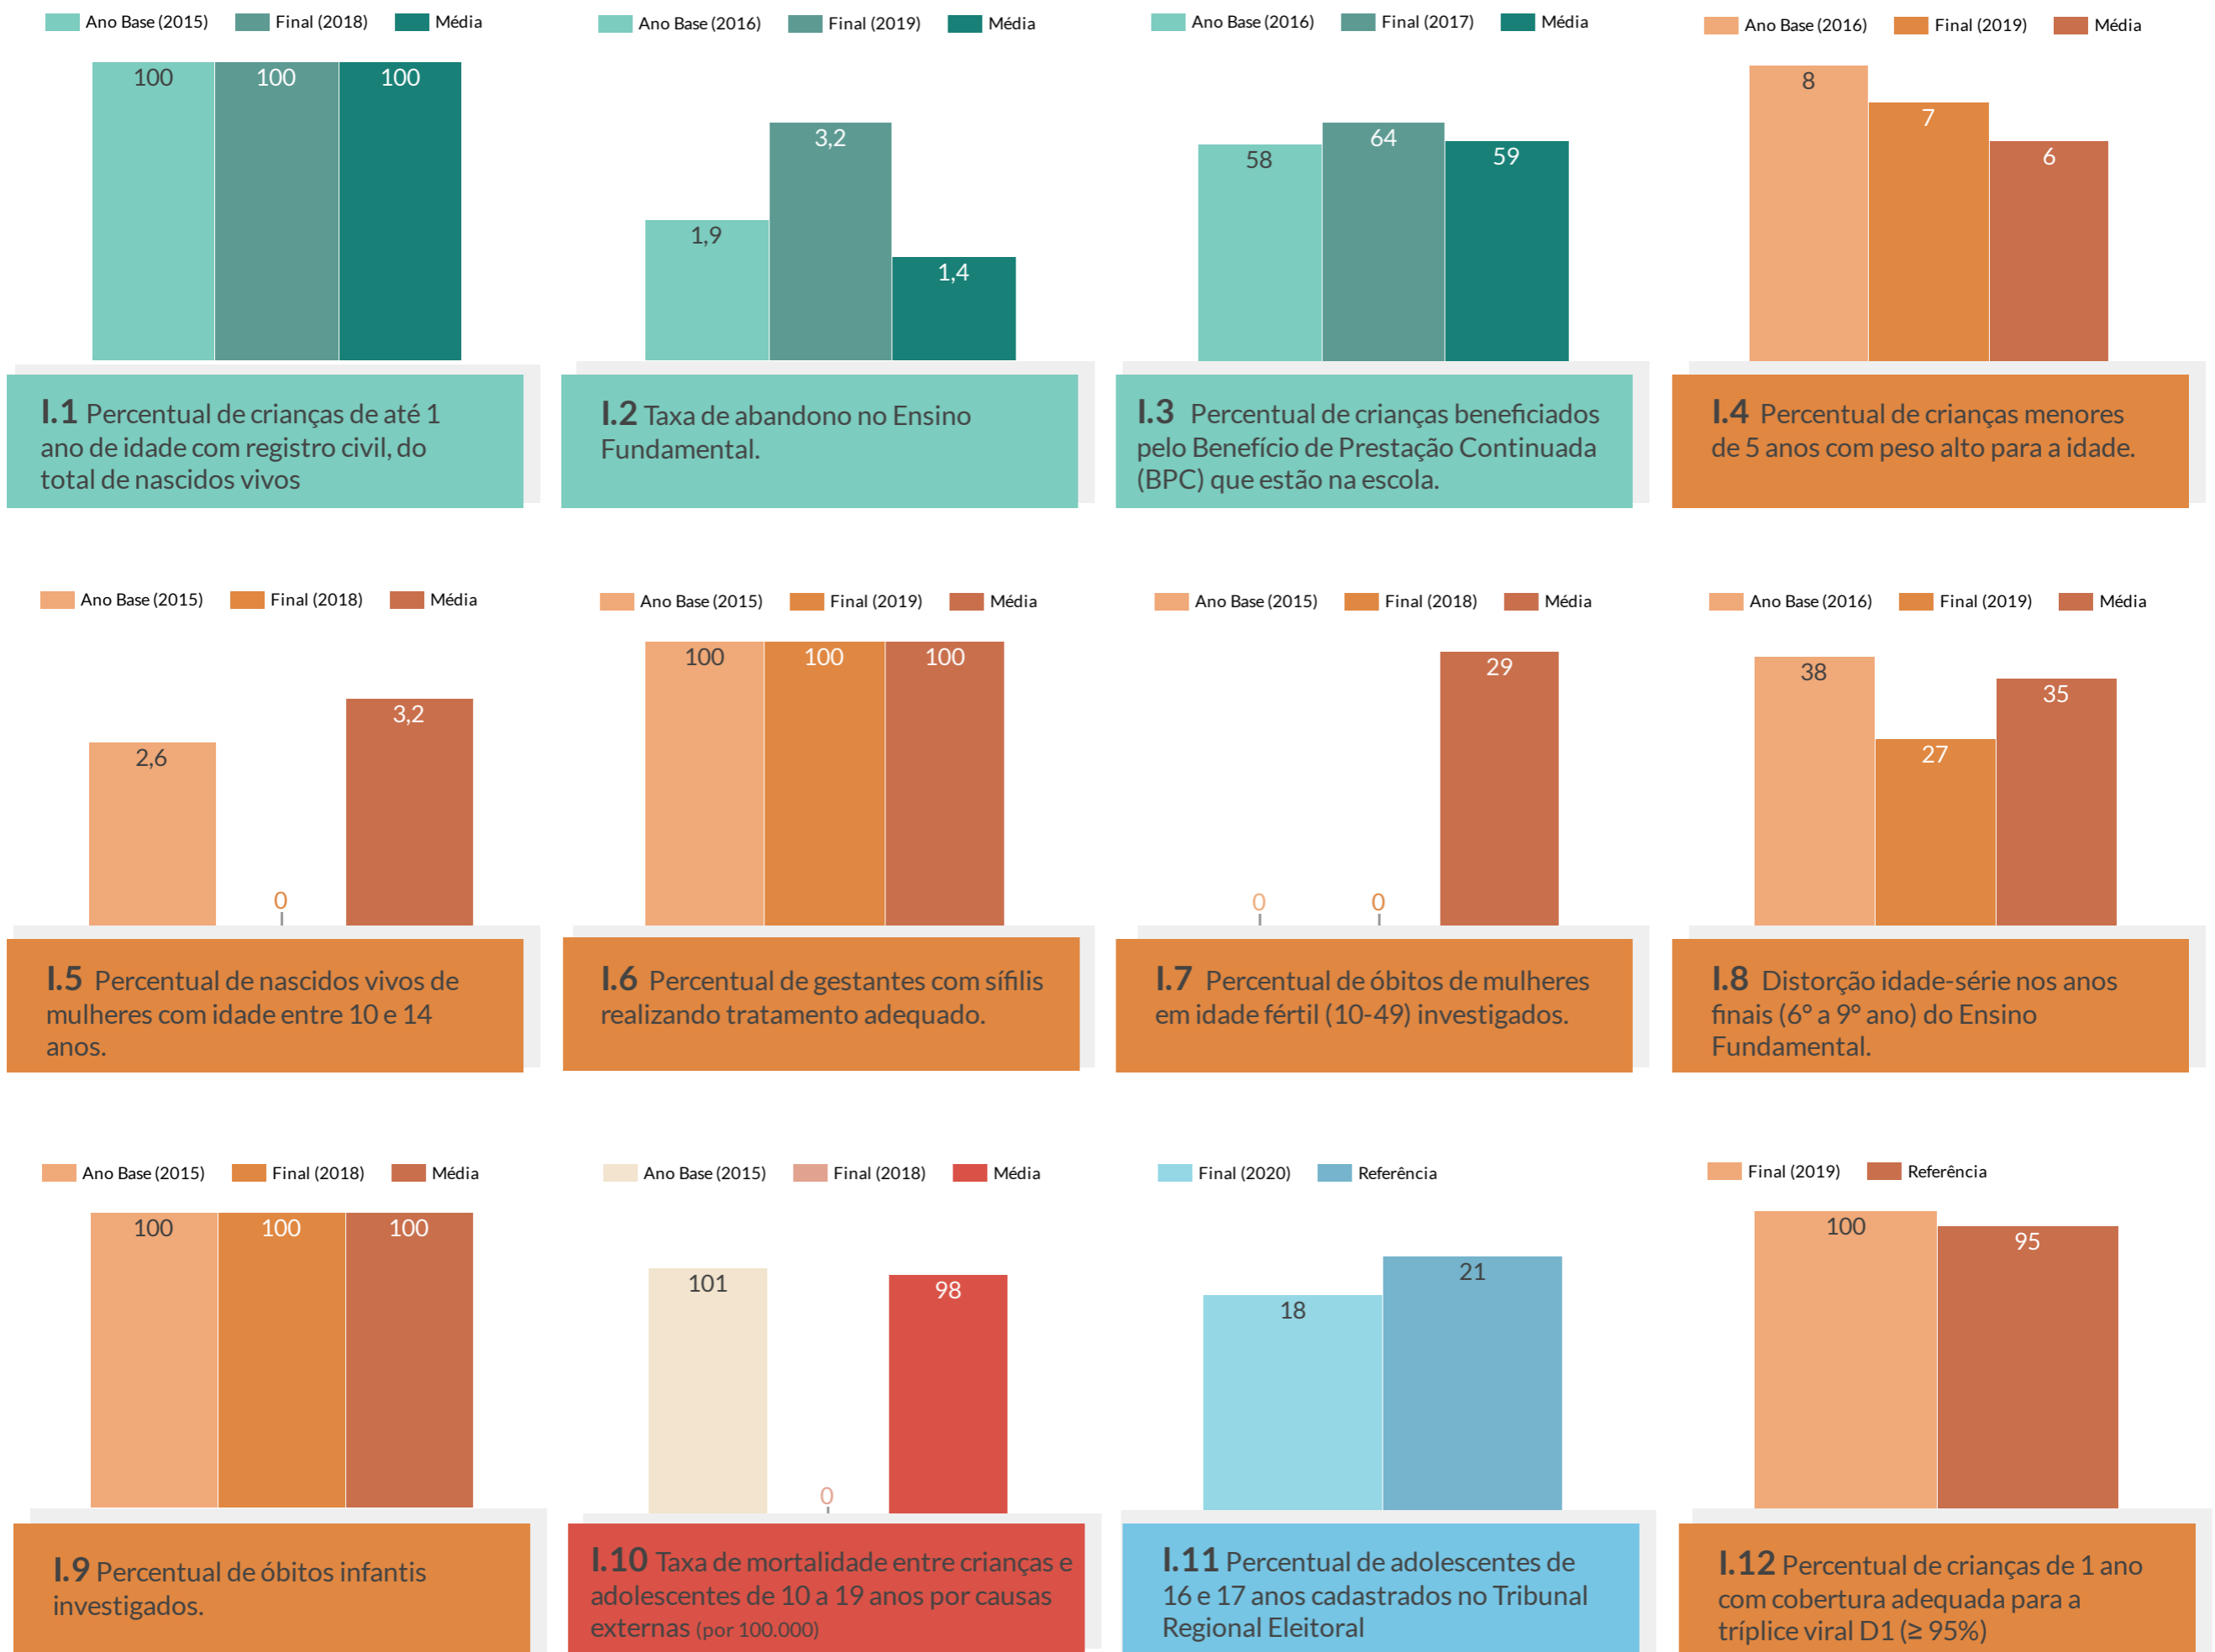 Ano Base (2015) Final (2018) Média
100 100 100
I.1 Percentual de crianças de até 1
ano de idade com registro civil, do
total de nascidos vivos
Ano Base (2016) Final (2019) Média
1,9 3,2 1,4
I.2 Taxa de abandono no Ensino
Fundamental.
Ano Base (2016) Final (2017) Média
58 64 59
I.3 Percentual de crianças beneficiados
pelo Benefício de Prestação Continuada
(BPC) que estão na escola.
Ano Base (2016) Final (2019) Média
8 7 6
I.4 Percentual de crianças menores
de 5 anos com peso alto para a idade.
Ano Base (2015) Final (2018) Média
2,6 0 3,2
I.5 Percentual de nascidos vivos de
mulheres com idade entre 10 e 14
anos.
Ano Base (2015) Final (2019) Média
100 100 100
I.6 Percentual de gestantes com sífilis
realizando tratamento adequado.
Ano Base (2015) Final (2018) Média
0 0 29
I.7 Percentual de óbitos de mulheres
em idade fértil (10-49) investigados.
Ano Base (2016) Final (2019) Média
38 27 35
I.8 Distorção idade-série nos anos
finais (6° a 9° ano) do Ensino
Fundamental.
Ano Base (2015) Final (2018) Média
100 100 100
I.9 Percentual de óbitos infantis
investigados.
Ano Base (2015) Final (2018) Média
101 0 98
I.10 Taxa de mortalidade entre crianças e
adolescentes de 10 a 19 anos por causas
externas (por 100.000)
Final (2020) Referência
18 21
I.11 Percentual de adolescentes de
16 e 17 anos cadastrados no Tribunal
Regional Eleitoral
Final (2019) Referência
100 95
I.12 Percentual de crianças de 1 ano
com cobertura adequada para a
tríplice viral D1 (≥ 95%)